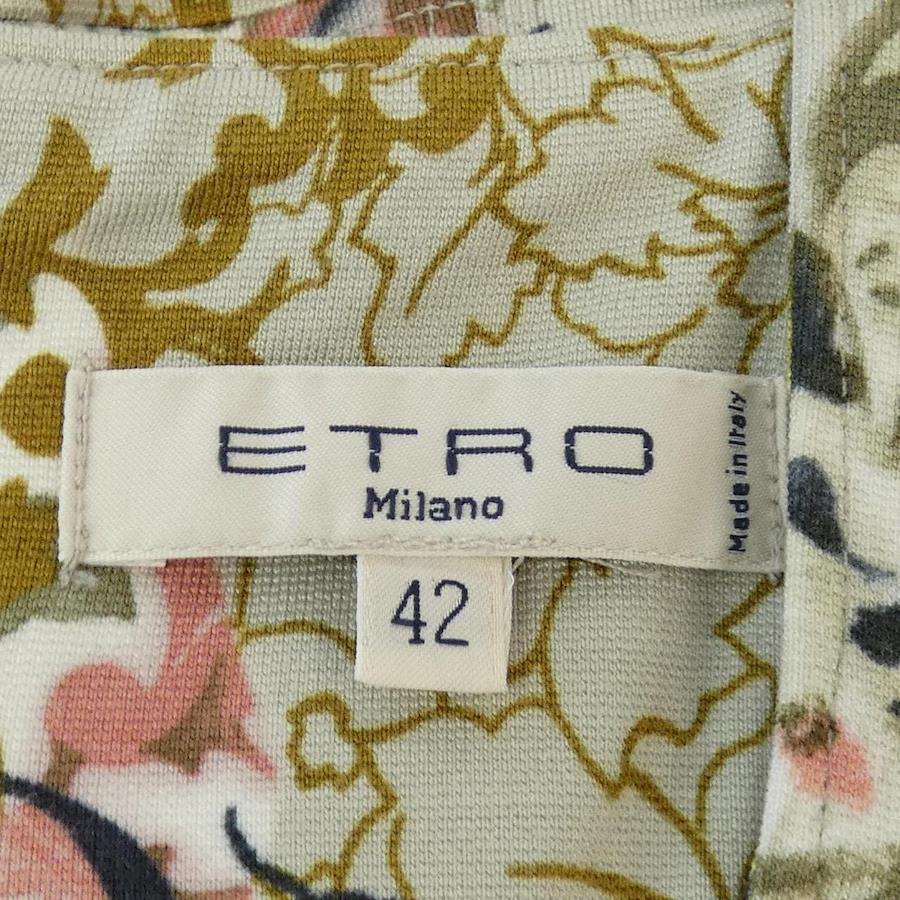 ETRO
Milano
Made in Italy
42